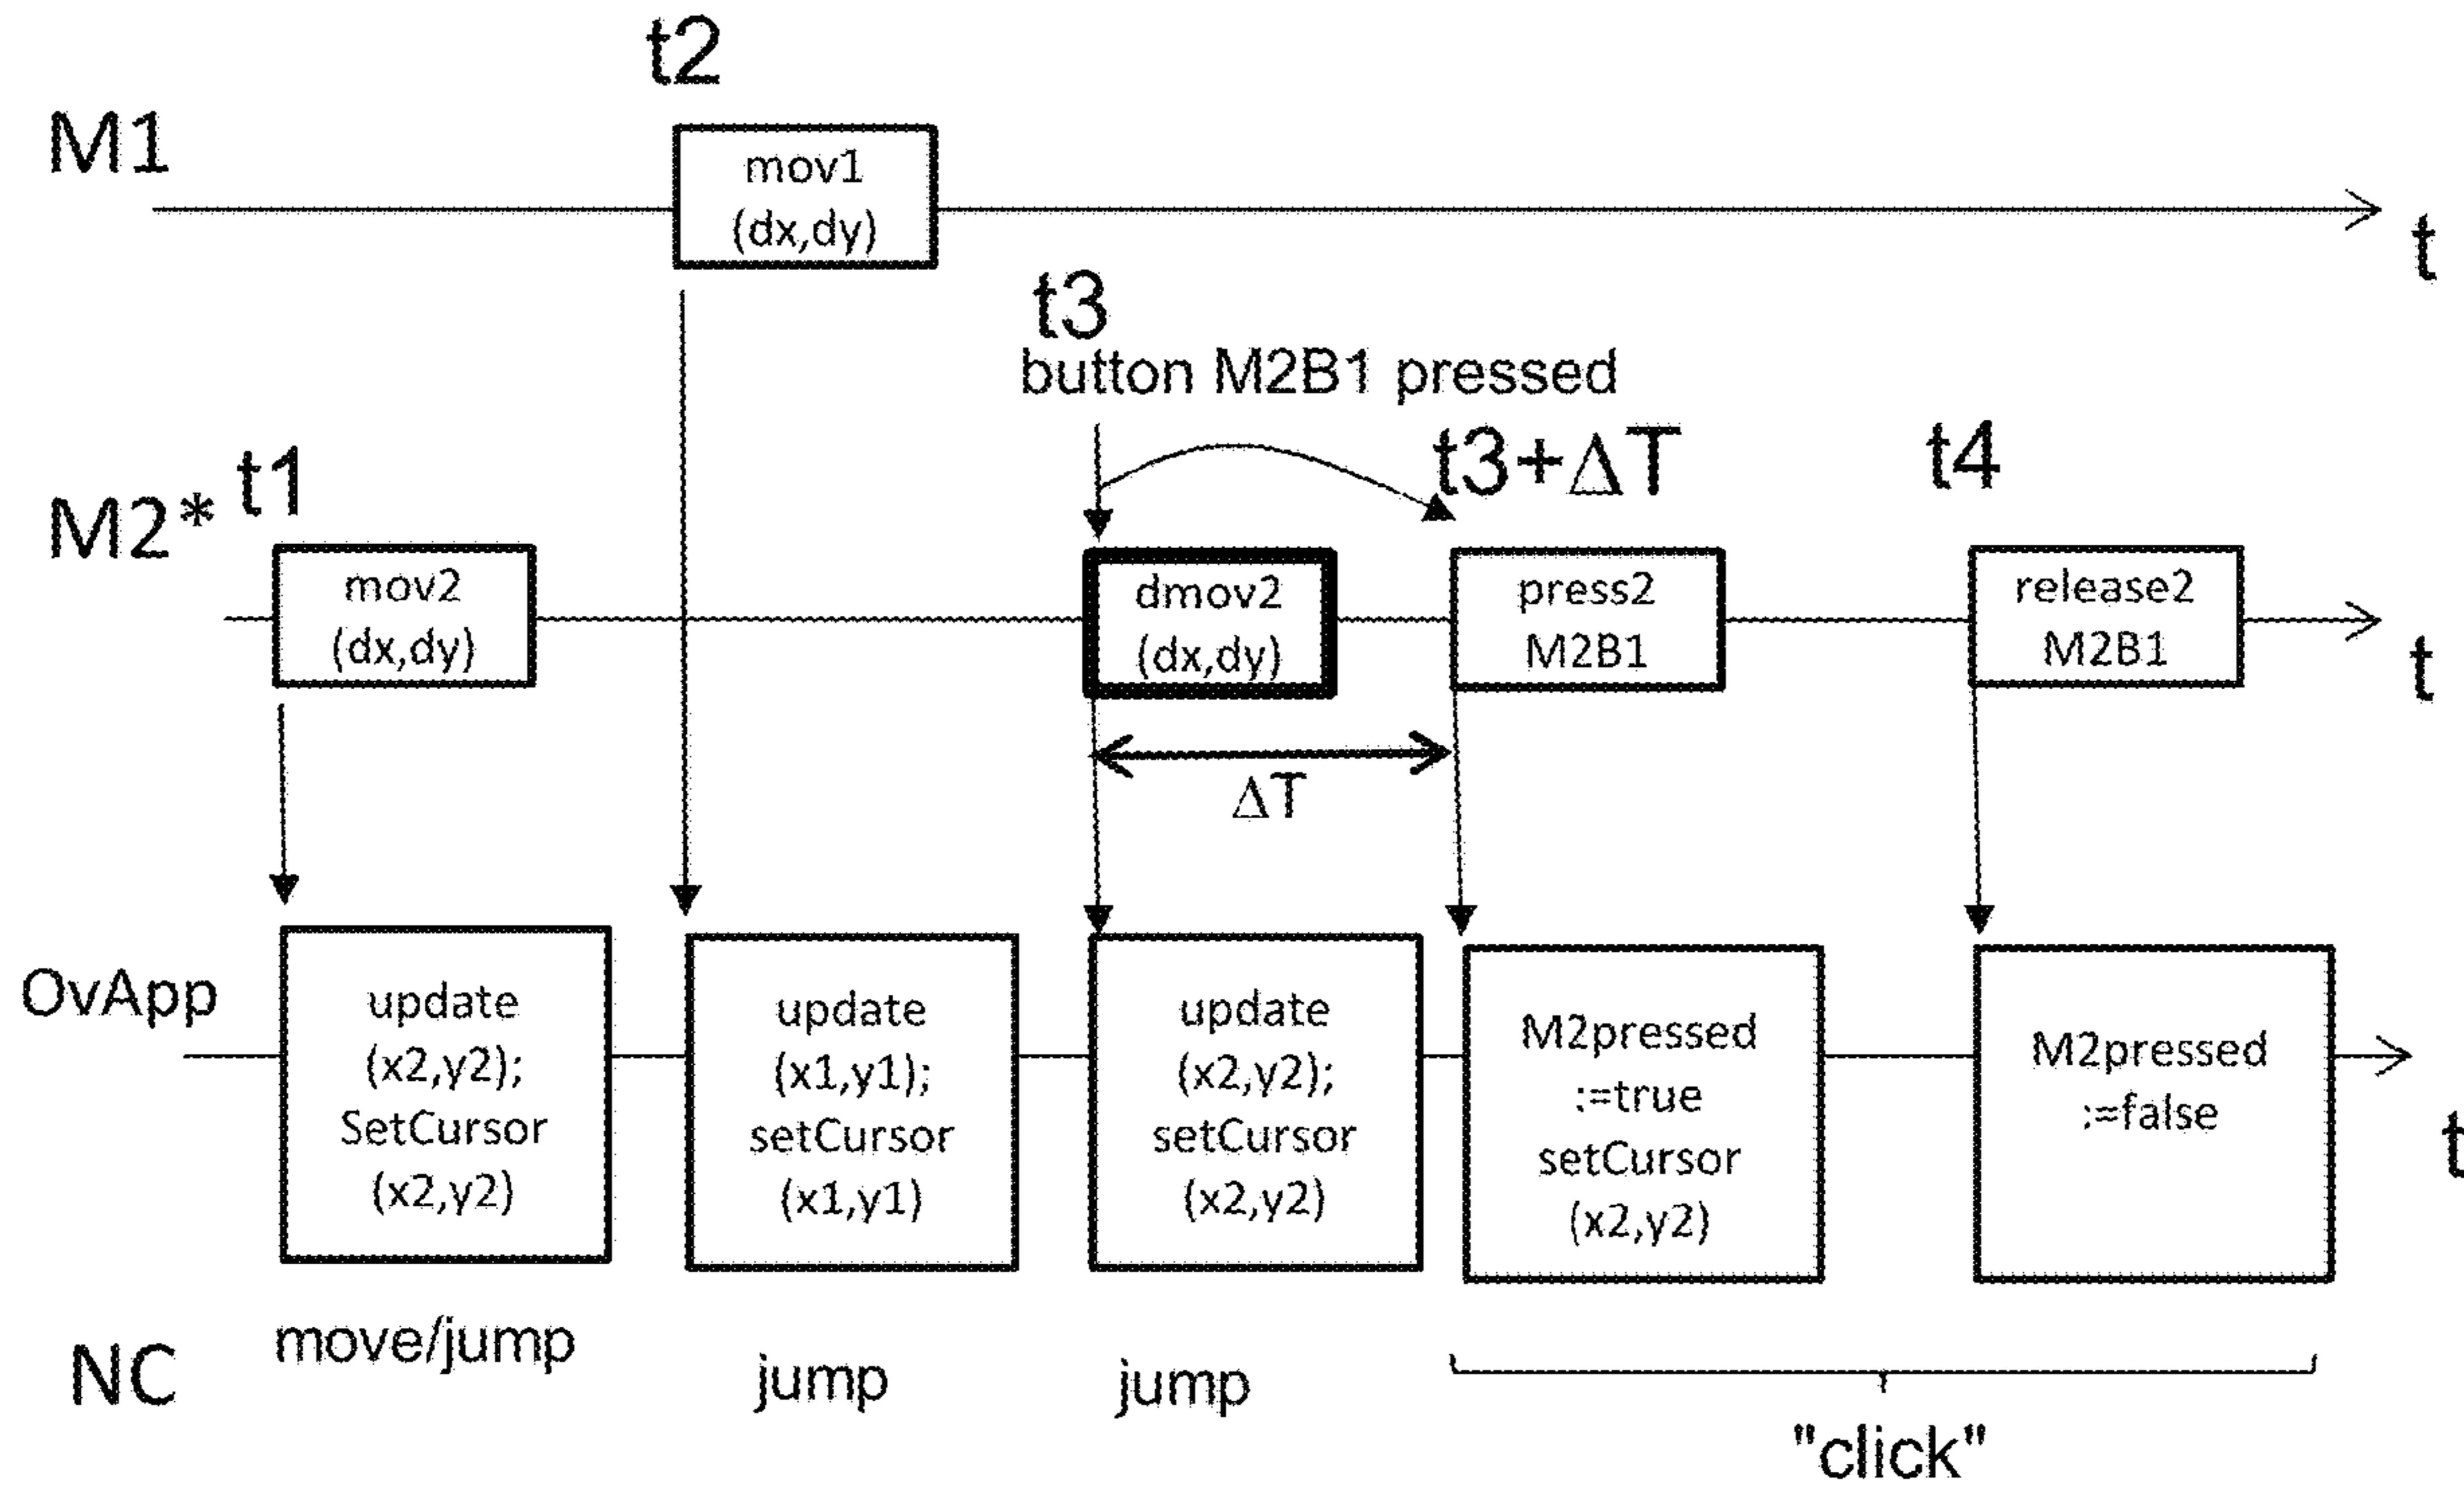 t2
M1
mov1
(dx,dy)
t
t3
button M2B1 pressed
t3+ΔT
t4
t1
M2*
mov2
(dx,dy)
dmov2
(dx,dy)
press2
M2B1
release2
M2B1
t
ΔT
OvApp
update
(x2,y2);
SetCursor
(x2,y2)
update
(x1,y1);
setCursor
(x1,y1)
update
(x2,y2);
setCursor
(x2,y2)
M2pressed
:=true
setCursor
(x2,y2)
M2pressed
:=false
t
NC
move/jump
jump
jump
"click"